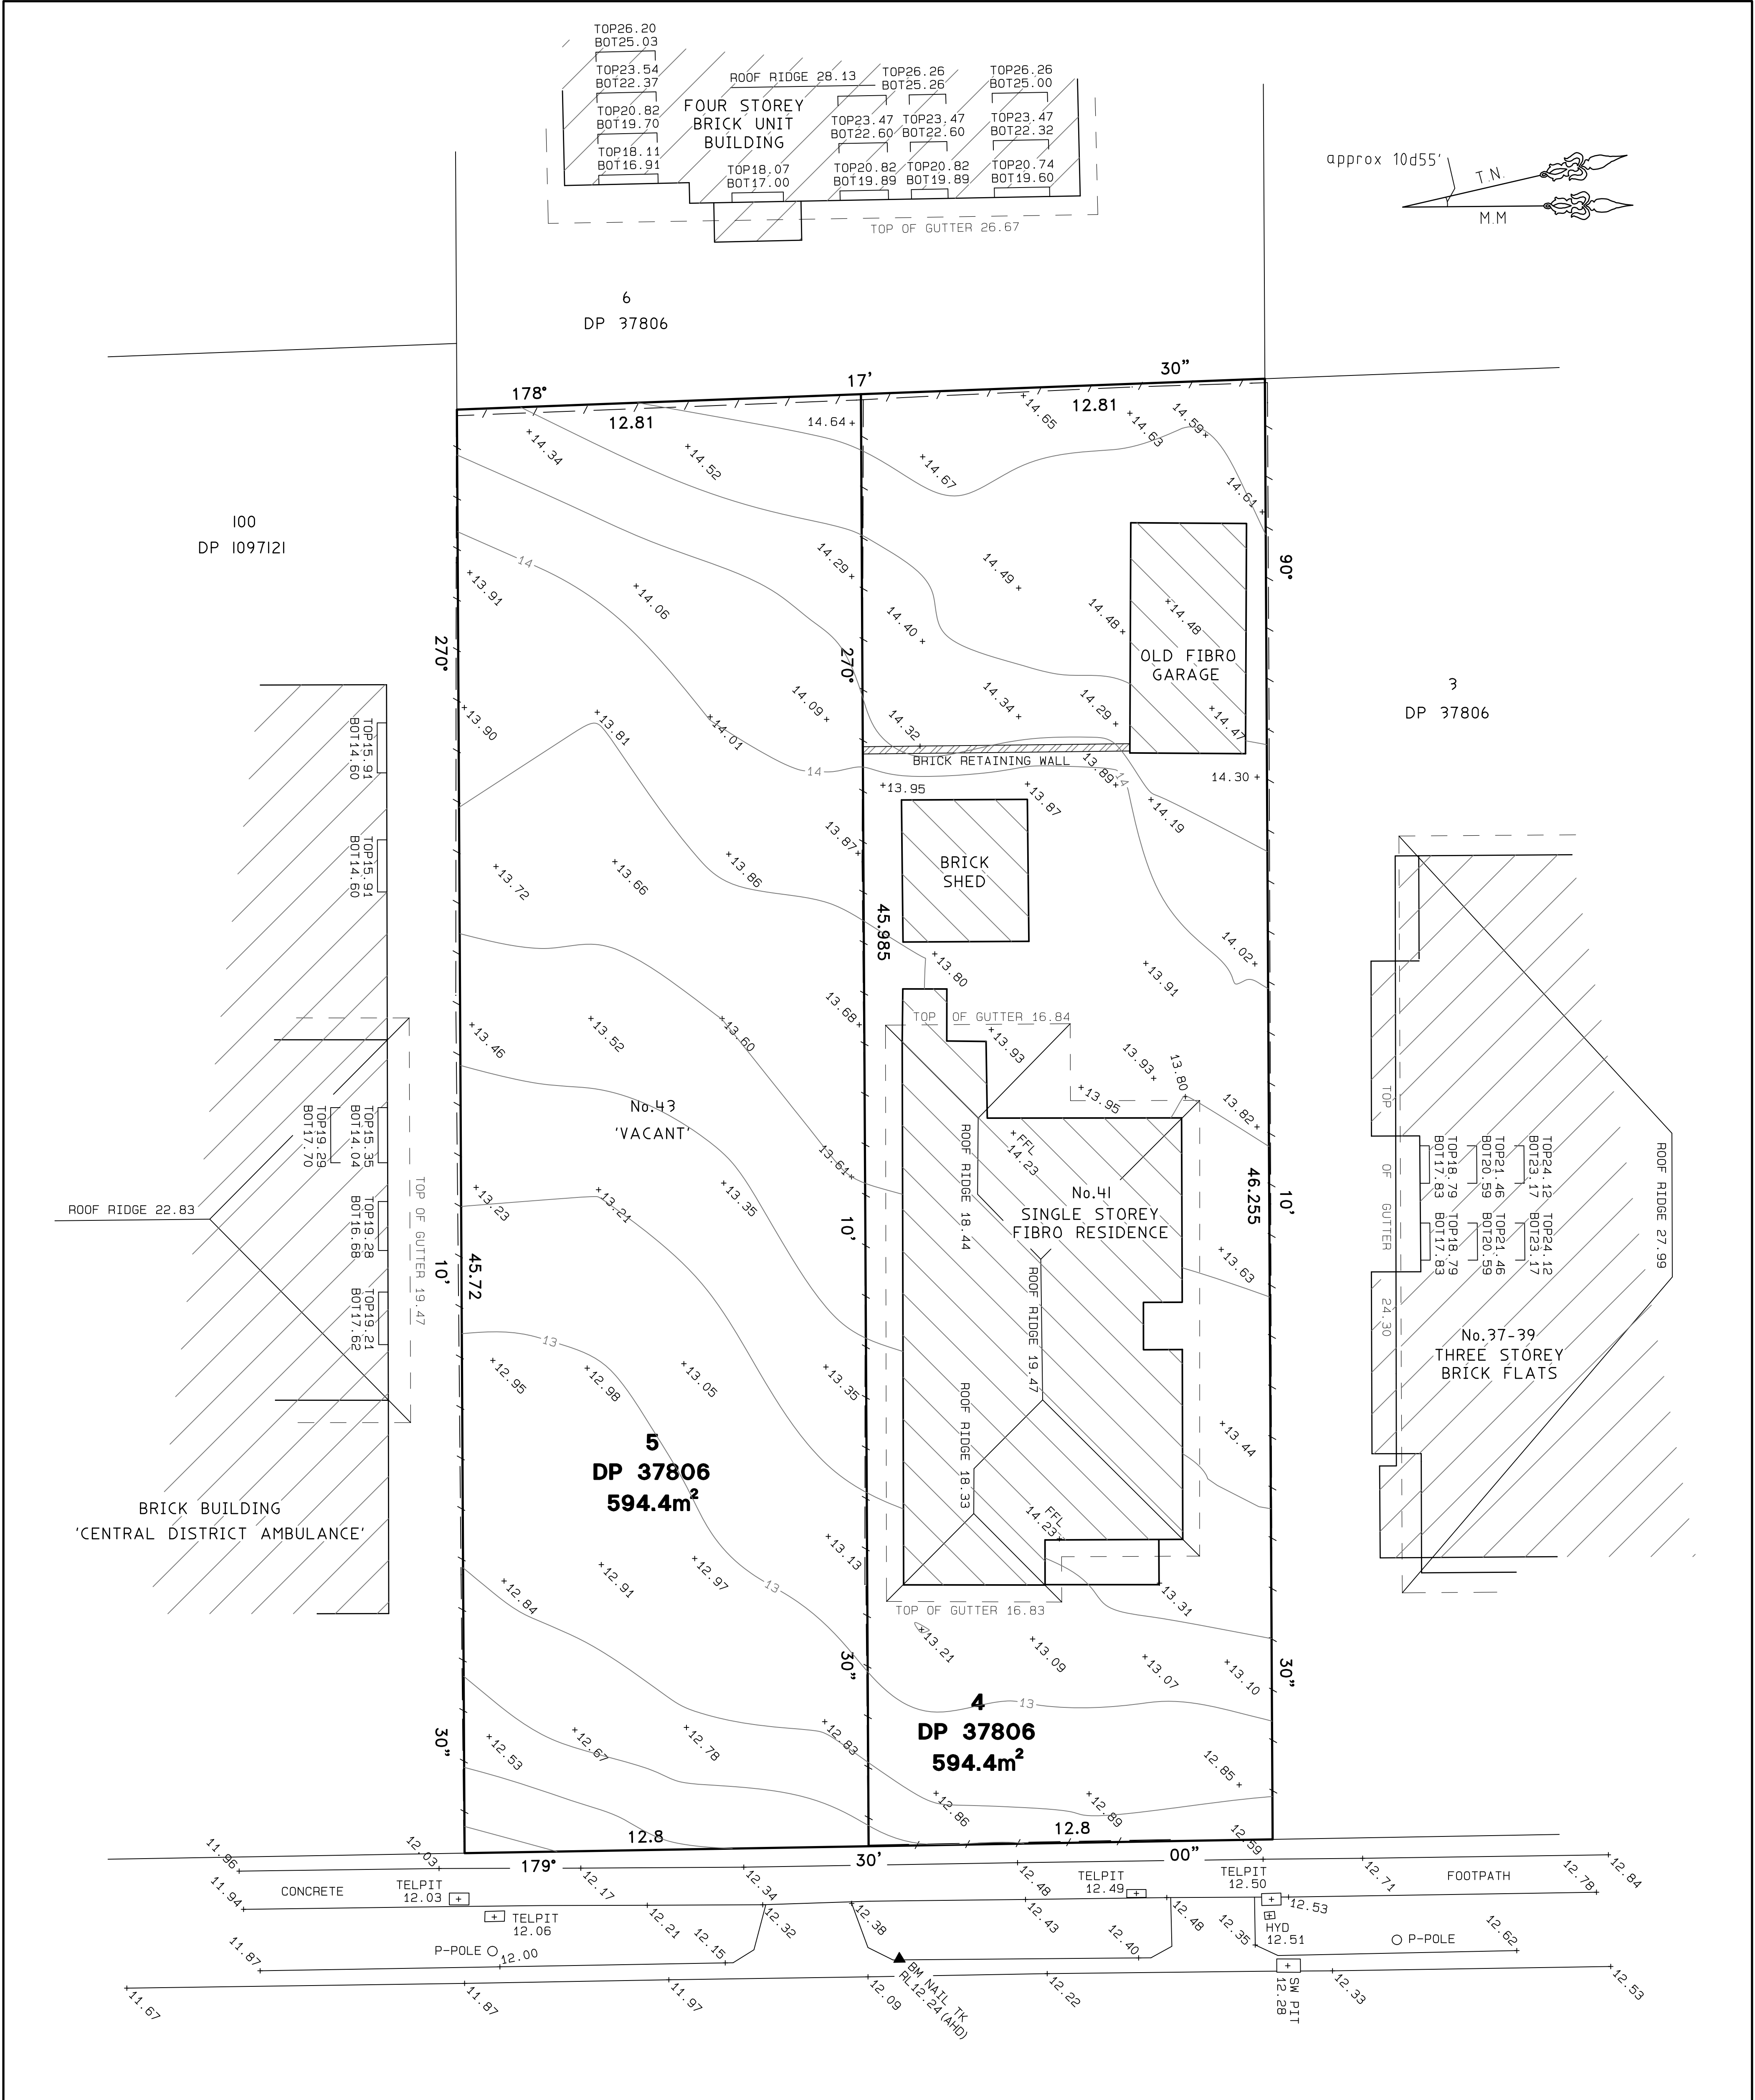 TOP26.20
BOT25.03
TOP23.54
BOT22.37
TOP20.82
BOT19.70
TOP18.11
BOT16.91
ROOF RIDGE 28.13
FOUR STOREY
BRICK UNIT
BUILDING
TOP18.07
BOT17.00
TOP26.26
BOT25.26
TOP26.26
BOT25.00
TOP23.47
BOT22.60
TOP23.47
BOT22.60
TOP23.47
BOT22.32
TOP20.82
BOT19.89
TOP20.82
BOT19.89
TOP20.74
BOT19.60
TOP OF GUTTER 26.67
approx 10d55'
T.N.
M.M
6
DP 37806
178°
17'
30"
12.81
12.81
14.64
14.65
14.63
14.59
14.34
14.52
14.67
14.61
100
DP 1097121
14
13.91
14.06
14.29
14.49
14.40
14.48
14.48
90°
270°
270°
OLD FIBRO
GARAGE
3
DP 37806
13.90
13.81
14.01
14.09
14.32
14.34
14.29
14.47
TOP15.91
BOT14.60
BRICK RETAINING WALL
14
13.89
14
14.30
13.95
13.87
14.19
TOP15.91
BOT14.60
13.72
13.66
13.86
13.87
BRICK
SHED
45.985
13.80
13.91
14.02
13.46
13.52
13.60
13.68
TOP OF GUTTER 16.84
13.93
13.93
13.80
13.95
13.82
No.43
'VACANT'
TOP19.29
BOT17.70
TOP15.35
BOT14.04
13.61
FFL
14.23
ROOF RIDGE 18.44
No.41
SINGLE STOREY
FIBRO RESIDENCE
46.255
10'
TOP OF GUTTER 24.30
TOP18.79
BOT17.83
TOP21.46
BOT20.59
TOP24.12
BOT23.17
TOP18.79
BOT17.83
TOP21.46
BOT20.59
TOP24.12
BOT23.17
ROOF RIDGE 27.99
ROOF RIDGE 22.83
TOP19.28
BOT16.68
TOP OF GUTTER 19.47
13.23
13.21
13.35
10'
10'
45.72
13.63
ROOF RIDGE 19.47
TOP19.21
BOT17.62
13
12.95
12.98
13.05
13.35
ROOF RIDGE 18.33
13.44
No.37-39
THREE STOREY
BRICK FLATS
5
DP 37806
594.4m²
BRICK BUILDING
'CENTRAL DISTRICT AMBULANCE'
FFL
14.23
12.84
12.91
12.97
13
13.13
13.31
TOP OF GUTTER 16.83
13.21
13.09
13.07
13.10
30"
30"
4
13
DP 37806
594.4m²
30"
12.53
12.67
12.78
12.83
12.85
12.86
12.89
12.8
12.8
179°
30'
00"
11.96
12.03
12.59
12.17
12.34
12.48
12.71
12.78
12.84
11.94
CONCRETE
TELPIT
12.03
TELPIT
12.06
TELPIT
12.49
TELPIT
12.50
FOOTPATH
12.21
12.32
12.38
12.43
12.48
12.53
HYD
12.51
11.87
P-POLE
12.00
12.15
12.40
12.35
P-POLE
12.62
BM NAIL TK
RL12.24(AHD)
SW PIT
12.28
11.67
11.87
11.97
12.09
12.22
12.33
12.53